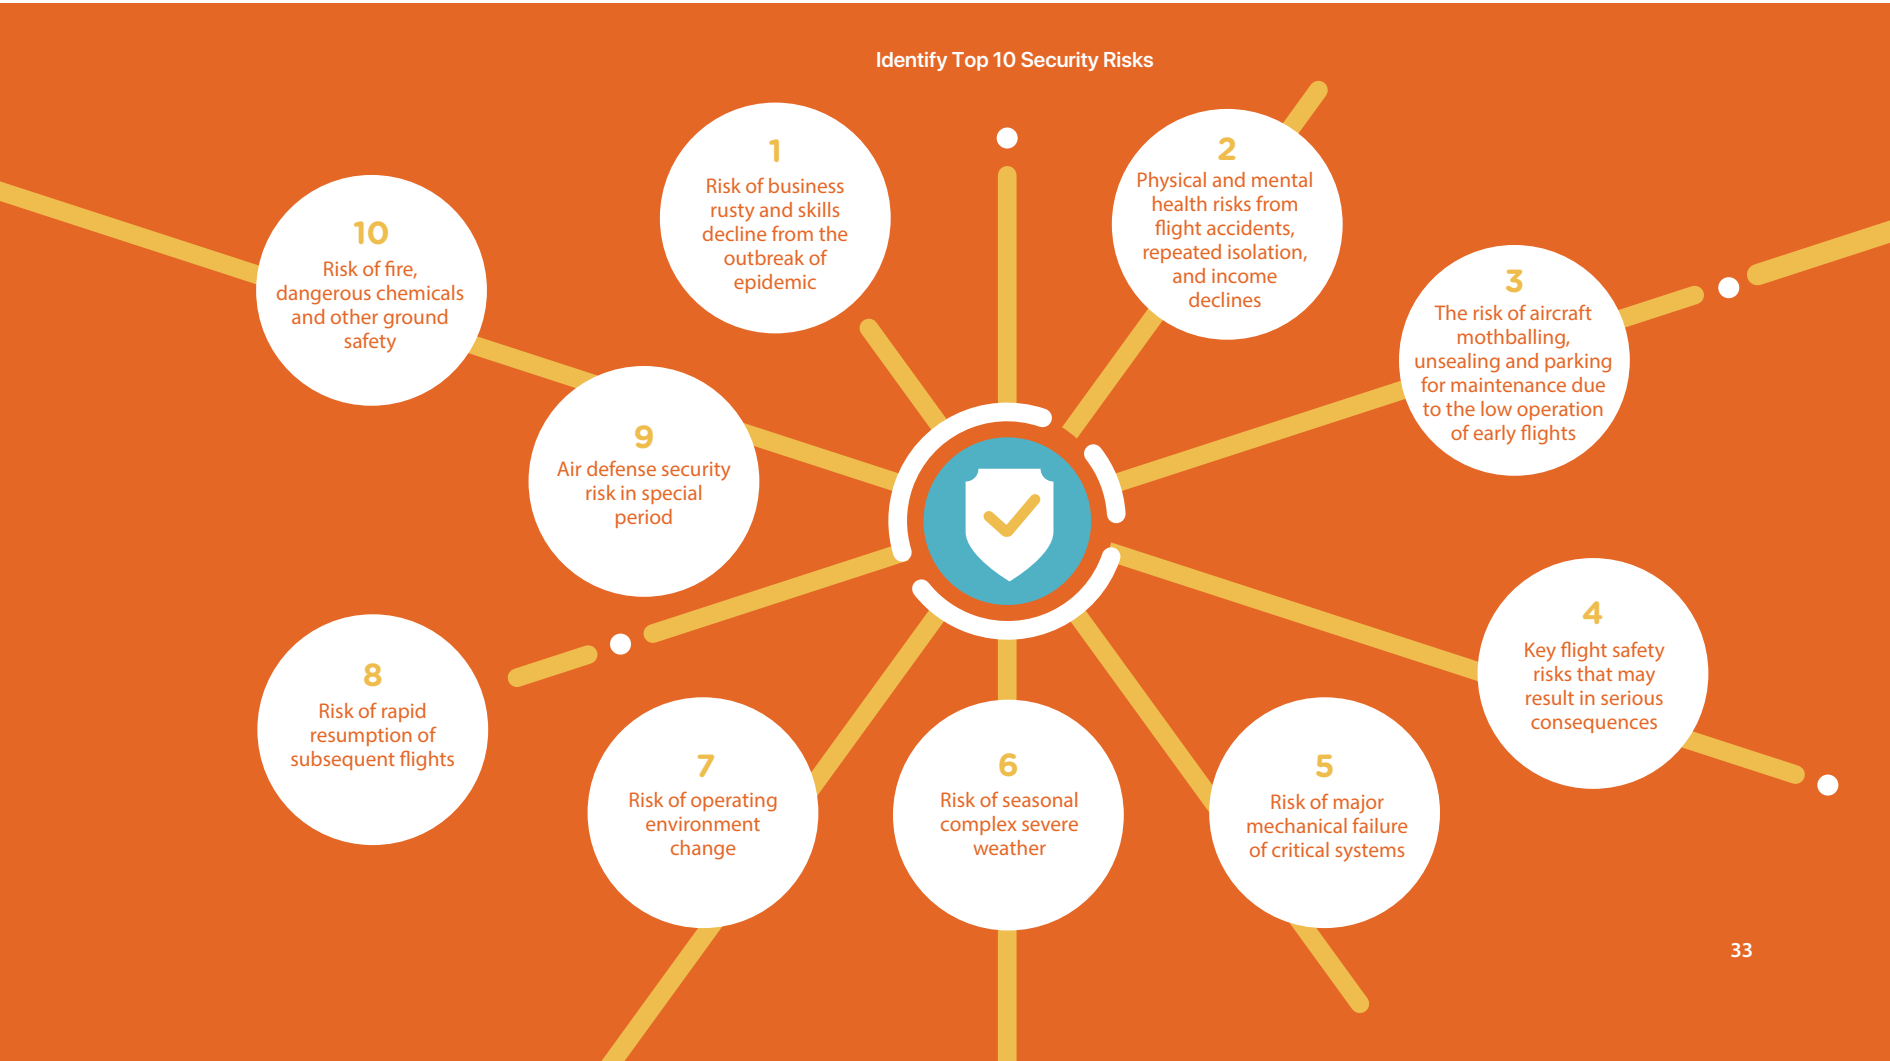 Identify Top 10 Security Risks
1
Risk of business
rusty and skills
decline from the
outbreak of
epidemic
2
Physical and mental
health risks from
flight accidents,
repeated isolation,
and income
declines
3
The risk of aircraft
mothballing,
unsealing and parking
for maintenance due
to the low operation
of early flights
4
Key flight safety
risks that may
result in serious
consequences
5
Risk of major
mechanical failure
of critical systems
6
Risk of seasonal
complex severe
weather
7
Risk of operating
environment
change
8
Risk of rapid
resumption of
subsequent flights
9
Air defense security
risk in special
period
10
Risk of fire,
dangerous chemicals
and other ground
safety
33